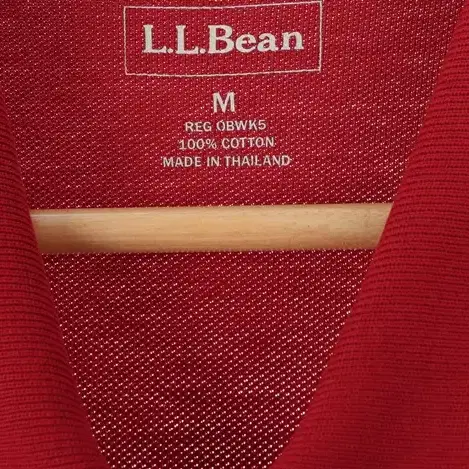 L.L.Bean
M
REG OBWK5
100% COTTON
MADE IN THAILAND